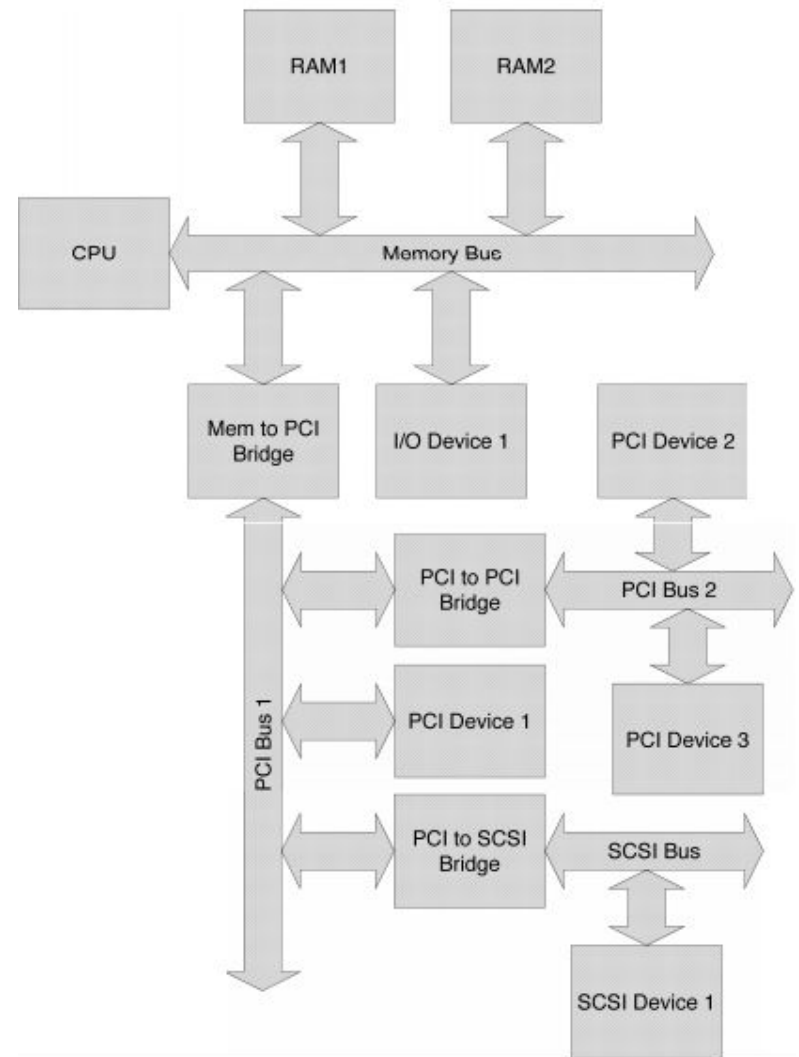 RAM1
RAM2
CPU
Memory Bus
Mem to PCI
Bridge
I/O Device 1
PCI Device 2
PCI to PCI
Bridge
PCI Bus 2
PCI Bus 1
PCI Device 1
PCI Device 3
PCI to SCSI
Bridge
SCSI Bus
SCSI Device 1